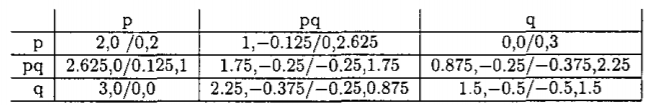 p pq q
p 2,0 /0,2 1,−0.125/0,2.625 0,0/0,3
pq 2.625,0/0.125,1 1.75,−0.25/−0.25,1.75 0.875,−0.25/−0.375,2.25
q 3,0/0,0 2.25,−0.375/−0.25,0.875 1.5,−0.5/−0.5,1.5